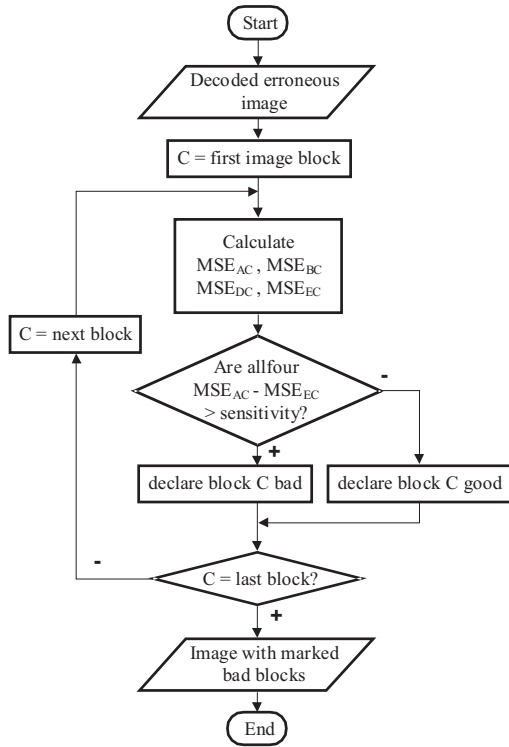 Start
Decoded erroneous
image
C = first image block
Calculate
MSE_AC , MSE_BC
MSE_DC , MSE_EC
C = next block
Are allfour
MSE_AC - MSE_EC
> sensitivity?
-
+
declare block C bad
declare block C good
-
C = last block?
+
Image with marked
bad blocks
End